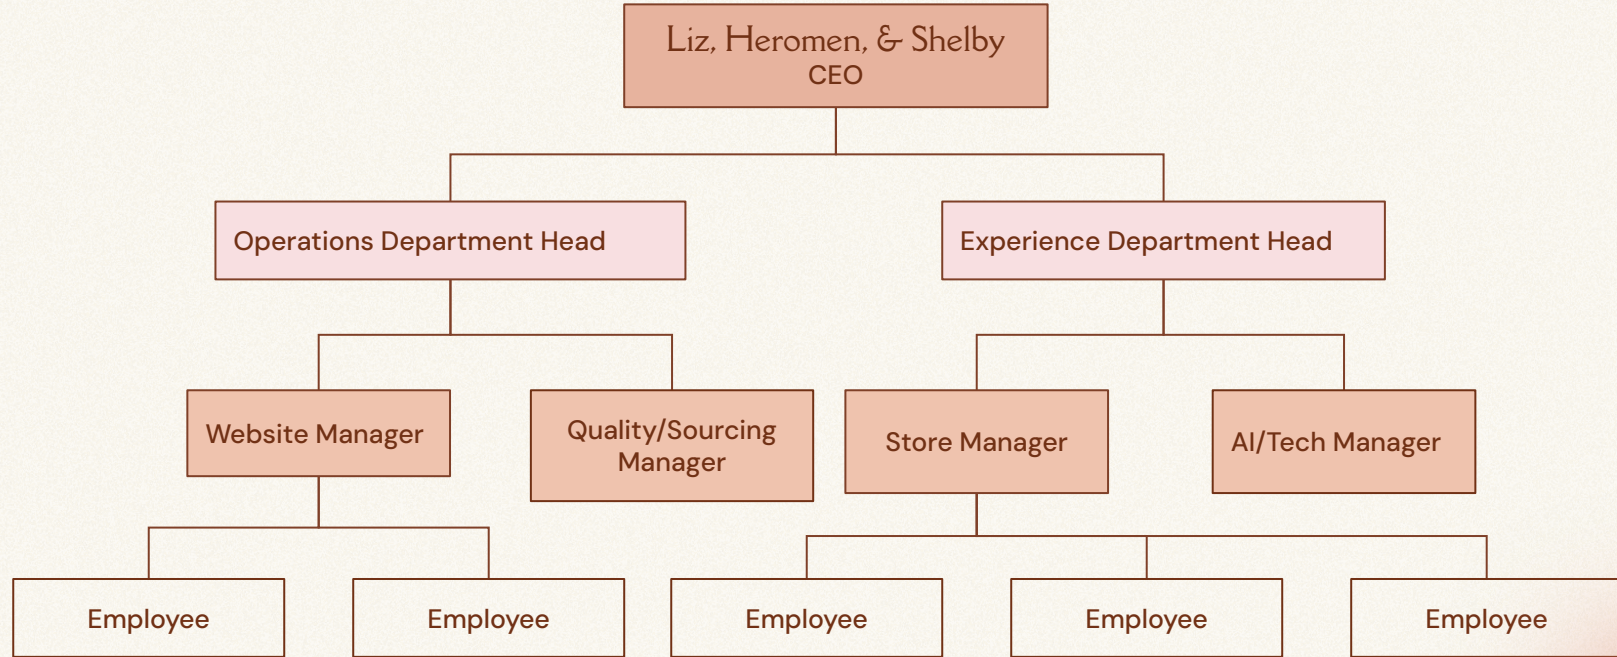 Liz, Heromen, & Shelby
CEO
Operations Department Head
Experience Department Head
Website Manager
Quality/Sourcing
Manager
Store Manager
AI/Tech Manager
Employee
Employee
Employee
Employee
Employee